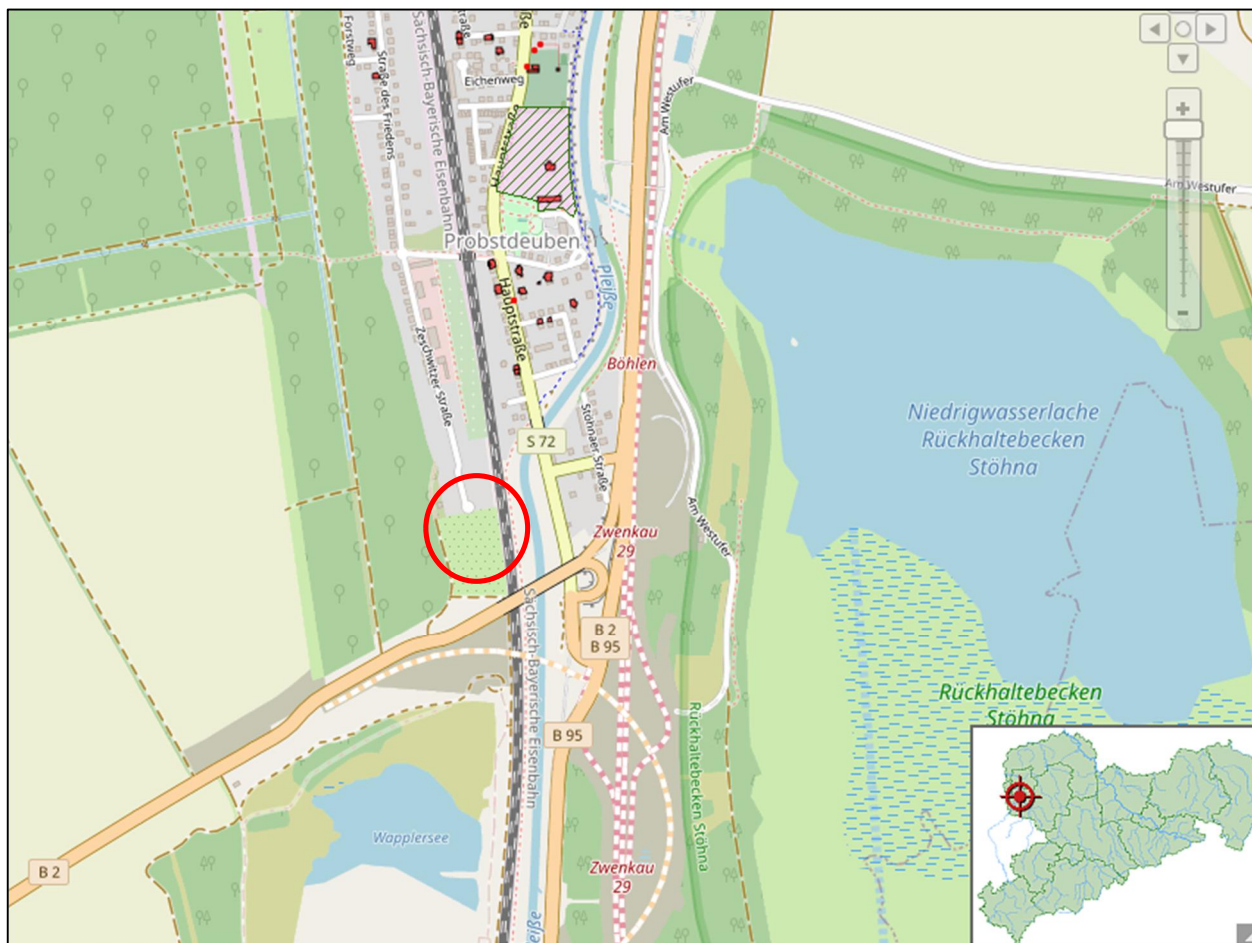 Straße
Forstweg
Straße des Friedens
Sächsisch-Bayerische Eisenbahn
Eichenweg
Hauptstraße
Am Westufer
Am Westufer
Probstdeuben
Pleiße
Hauptstraße
Zeschwitzer Straße
Böhlen
Niedrigwasserlache
Rückhaltebecken
Stöhna
Stöhnaer Straße
S 72
Am Westufer
Zwenkau
29
B 2
B 95
Sächsisch-Bayerische Eisenbahn
Rückhaltebecken
Stöhna
Rückhaltebecken Stöhna
B 95
Wapplersee
B 2
Zwenkau
29